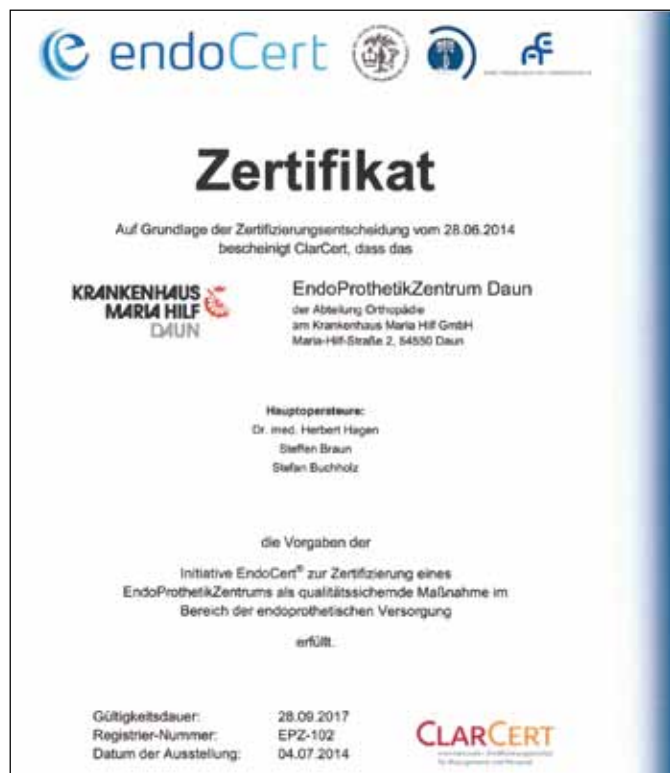 endoCert
Zertifikat
Auf Grundlage der Zertifizierungsentscheidung vom 28.06.2014
bescheinigt ClarCert, dass das
KRANKENHAUS
MARIA HILF
DAUN
EndoProthetikZentrum Daun
der Abteilung Orthopädie
am Krankenhaus Maria Hilf GmbH
Maria-Hilf-Straße 2, 54550 Daun
Hauptoperateure:
Dr. med. Herbert Hagen
Steffen Braun
Stefan Buchholz
die Vorgaben der
Initiative EndoCert® zur Zertifizierung eines
EndoProthetikZentrums als qualitätssichernde Maßnahme im
Bereich der endoprothetischen Versorgung
erfüllt.
Gültigkeitsdauer: 28.09.2017
Registrier-Nummer: EPZ-102
Datum der Ausstellung: 04.07.2014
CLARCERT